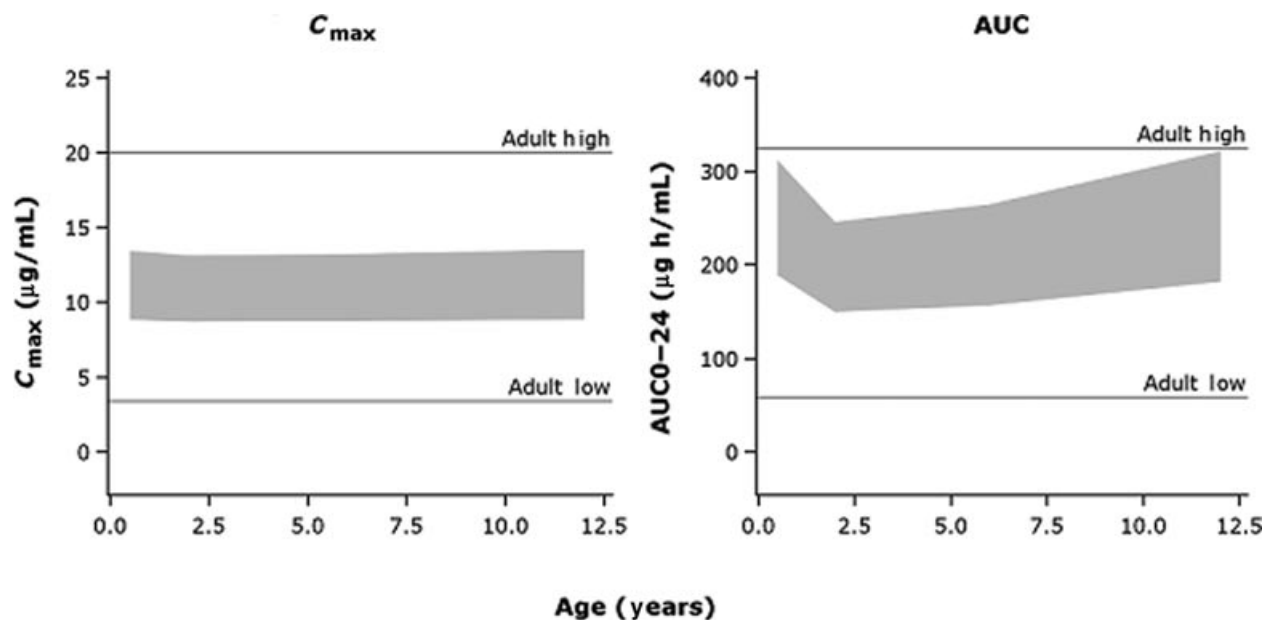 Cmax
AUC
25
20
15
10
5
0
Cmax (μg/mL)
Adult high
Adult low
0.0 2.5 5.0 7.5 10.0 12.5
400
300
200
100
0
AUC0–24 (μg h/mL)
Adult high
Adult low
0.0 2.5 5.0 7.5 10.0 12.5
Age (years)